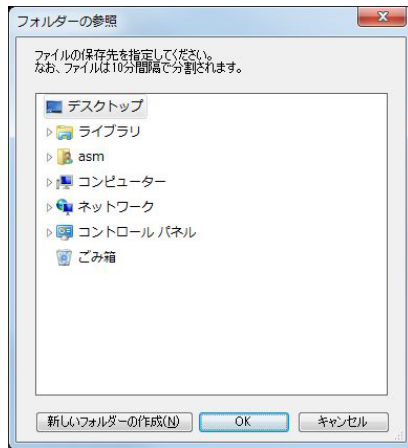 フォルダーの参照
ファイルの保存先を指定してください。
なお、ファイルは10分間隔で分割されます。
デスクトップ
ライブラリ
asm
コンピューター
ネットワーク
コントロール パネル
ごみ箱
新しいフォルダーの作成(N) OK キャンセル